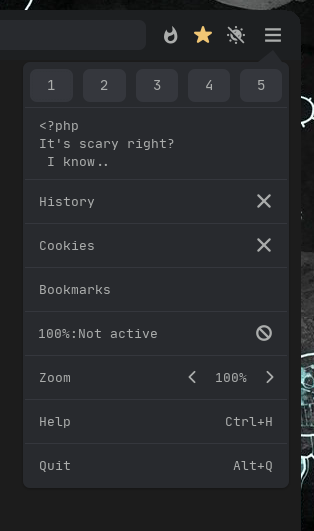 1 2 3 4 5
<?php
It's scary right?
 I know..
History
Cookies
Bookmarks
100%:Not active
Zoom 100%
Help Ctrl+H
Quit Alt+Q